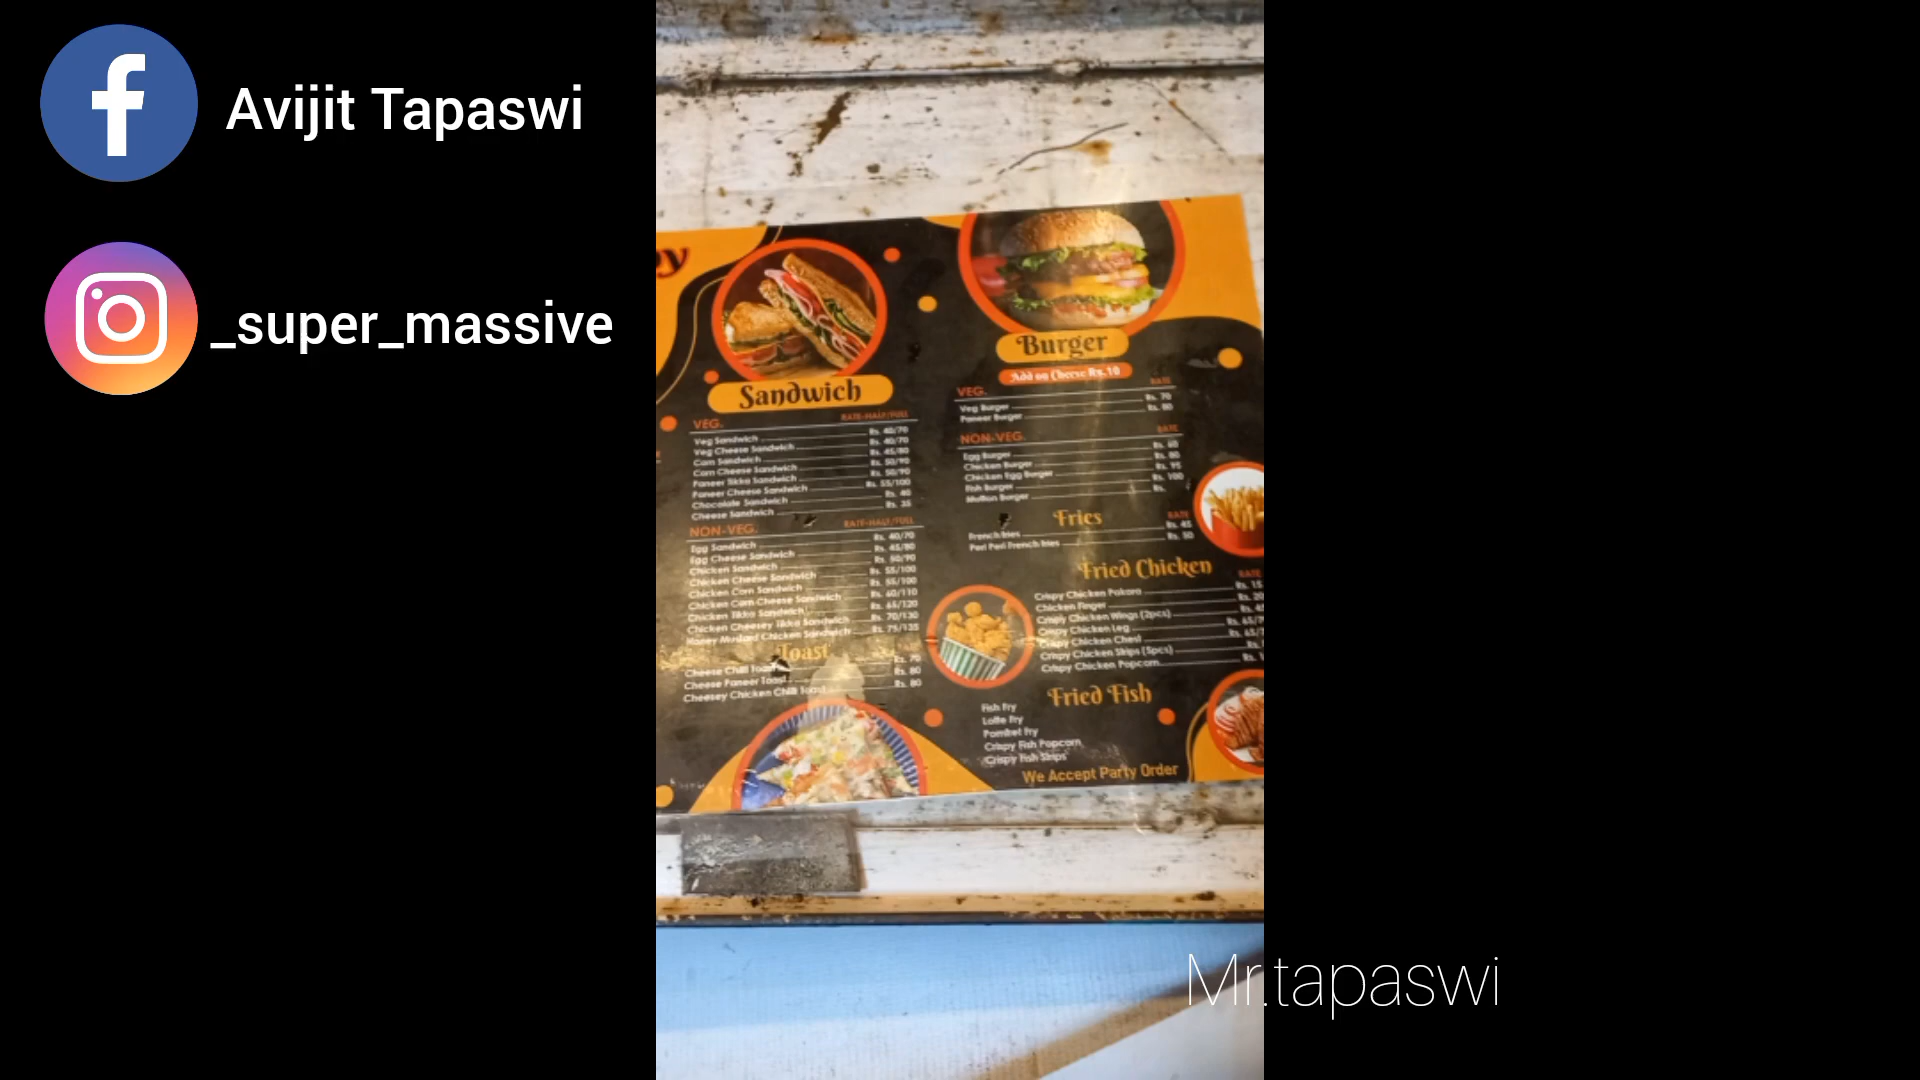 Avijit Tapaswi
_super_massive
Sandwich
VEG. RATE-HALF/FULL
Veg Sandwich Rs. 40/70
Veg Cheese Sandwich Rs. 40/70
Corn Sandwich Rs. 45/80
Corn Cheese Sandwich Rs. 50/90
Paneer Tikka Sandwich Rs. 50/90
Paneer Cheese Sandwich Rs. 55/100
Chocolate Sandwich Rs. 40
Cheese Sandwich Rs. 35
NON-VEG. RATE-HALF/FULL
Egg Sandwich Rs. 40/70
Egg Cheese Sandwich Rs. 45/80
Chicken Sandwich Rs. 50/90
Chicken Cheese Sandwich Rs. 55/100
Chicken Corn Sandwich Rs. 55/100
Chicken Corn Cheese Sandwich Rs. 60/110
Chicken Tikka Sandwich Rs. 65/120
Chicken Cheesey Tikka Sandwich Rs. 70/130
Honey Mustard Chicken Sandwich Rs. 75/135
Toast
Cheese Chilli Toast Rs. 70
Cheese Paneer Toast Rs. 80
Cheesey Chicken Chilli Toast Rs. 80
Burger
Add on Cheese Rs. 10
VEG. RATE
Veg Burger Rs. 70
Paneer Burger Rs. 80
NON-VEG. RATE
Egg Burger Rs. 60
Chicken Burger Rs. 80
Chicken Egg Burger Rs. 95
Fish Burger Rs. 100
Mutton Burger Rs.
Fries
RATE
French fries Rs. 45
Peri Peri French fries Rs. 50
Fried Chicken
RATE
Crispy Chicken Pakora Rs.
Chicken Finger Rs.
Crispy Chicken Wings (2pcs) Rs.
Crispy Chicken Leg Rs.
Crispy Chicken Chest Rs.
Crispy Chicken Strips (5pcs) Rs.
Crispy Chicken Popcorn Rs.
Fried Fish
Fish Fry
Lotte Fry
Pomfret Fry
Crispy Fish Popcorn
Crispy Fish Strips
We Accept Party Order
Mr.tapaswi